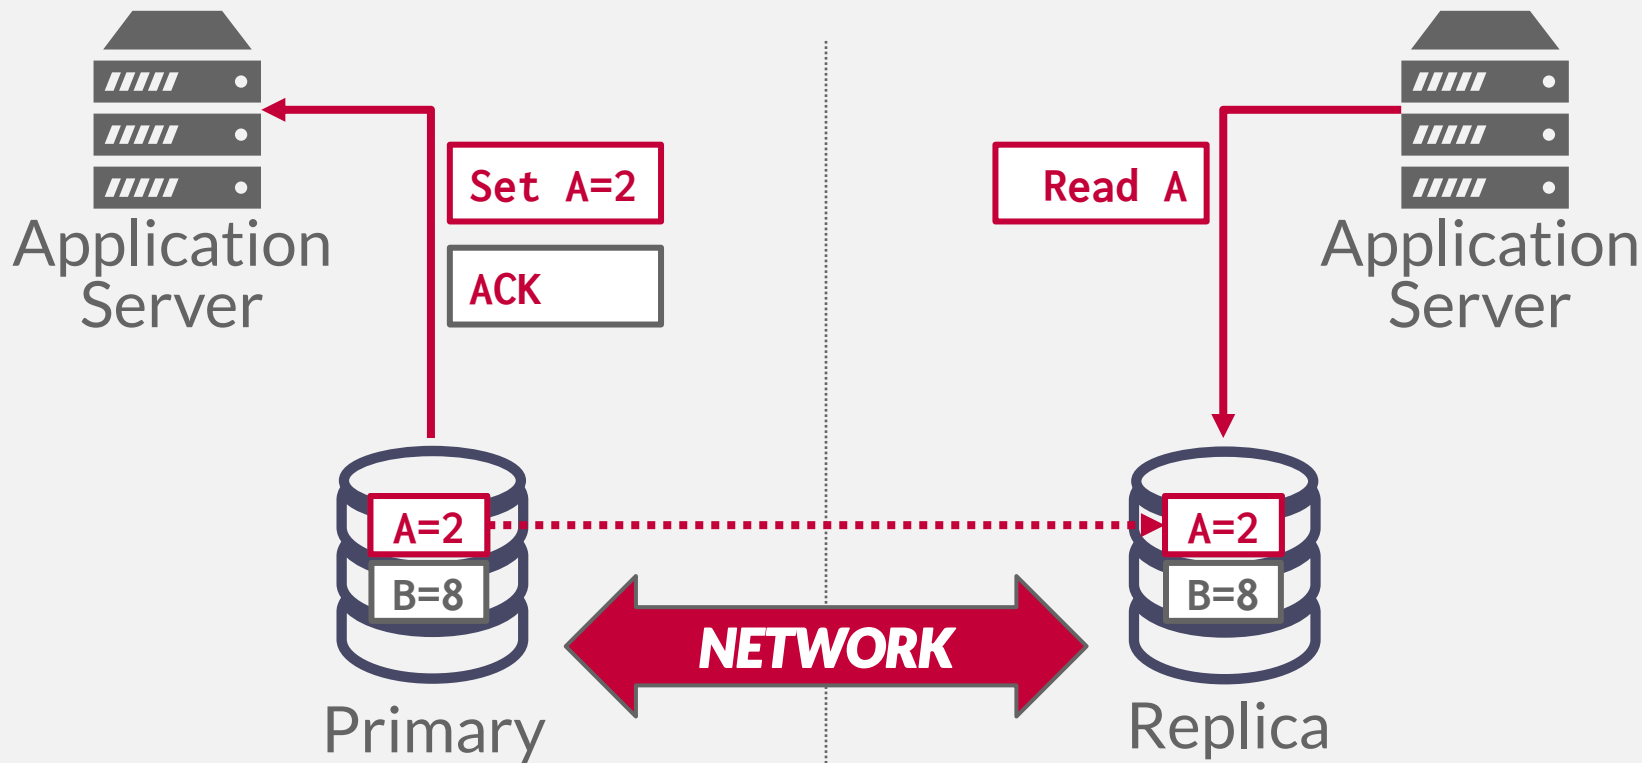 Application
Server
Set A=2
ACK
Read A
Application
Server
A=2
B=8
A=2
B=8
NETWORK
Primary
Replica